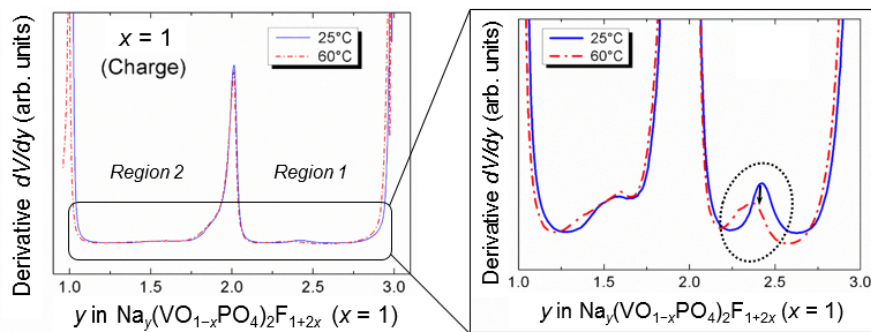 Derivative dV/dy (arb. units)
x = 1
(Charge)
25°C
60°C
Region 2
Region 1
1.0 1.5 2.0 2.5 3.0
y in Naᵧ(VO₁₋ₓPO₄)₂F₁₊₂ₓ (x = 1)
Derivative dV/dy (arb. units)
25°C
60°C
1.0 1.5 2.0 2.5 3.0
y in Naᵧ(VO₁₋ₓPO₄)₂F₁₊₂ₓ (x = 1)